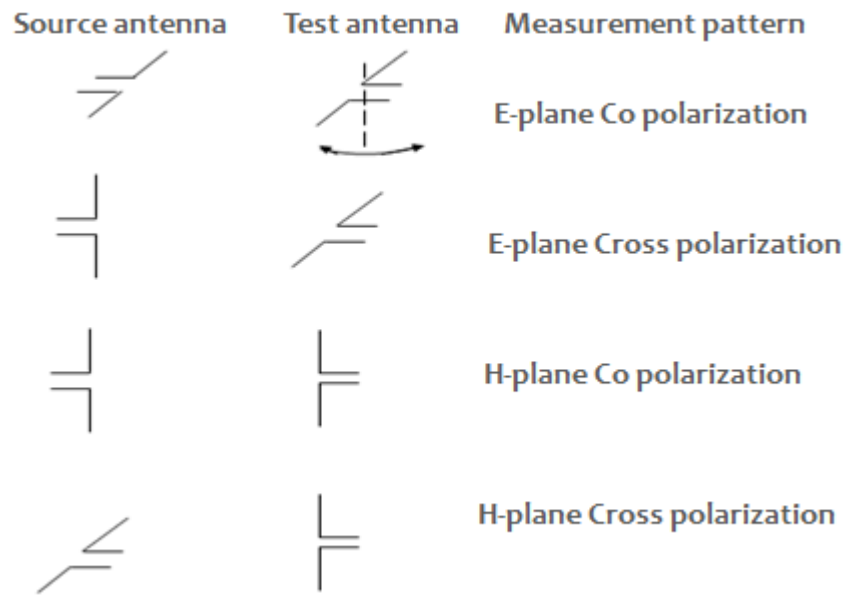 Source antenna Test antenna Measurement pattern
E-plane Co polarization
E-plane Cross polarization
H-plane Co polarization
H-plane Cross polarization